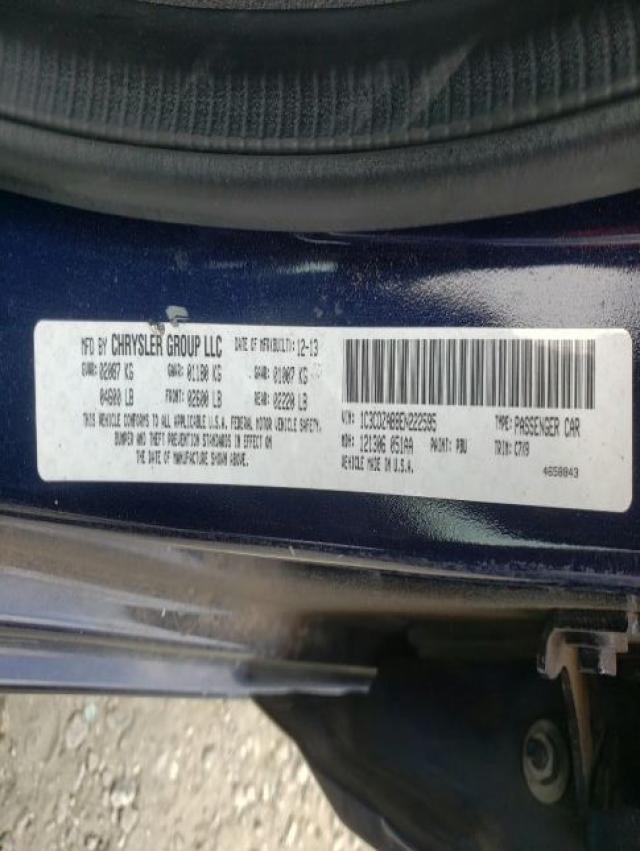 MFD BY CHRYSLER GROUP LLC DATE OF MFR(BUILT): 12-13
GVWR: 02087 KG GAWR: 01180 KG GAWR: 01007 KG
04600 LB FRONT: 02600 LB REAR: 02220 LB
THIS VEHICLE CONFORMS TO ALL APPLICABLE U.S.A. FEDERAL MOTOR VEHICLE SAFETY,
BUMPER AND THEFT PREVENTION STANDARDS IN EFFECT ON
THE DATE OF MANUFACTURE SHOWN ABOVE.
VIN: 1C3CDZAB8EN222595 TYPE: PASSENGER CAR
MDH: 121306 051AA PAINT: PBU TRIM: C7X9
VEHICLE MADE IN U.S.A. 4658843